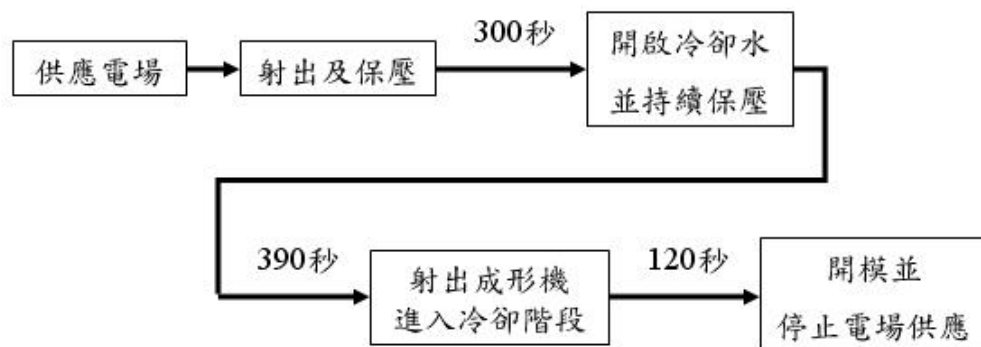 供應電場
射出及保壓
300秒
開啟冷卻水
並持續保壓
390秒
射出成形機
進入冷卻階段
120秒
開模並
停止電場供應